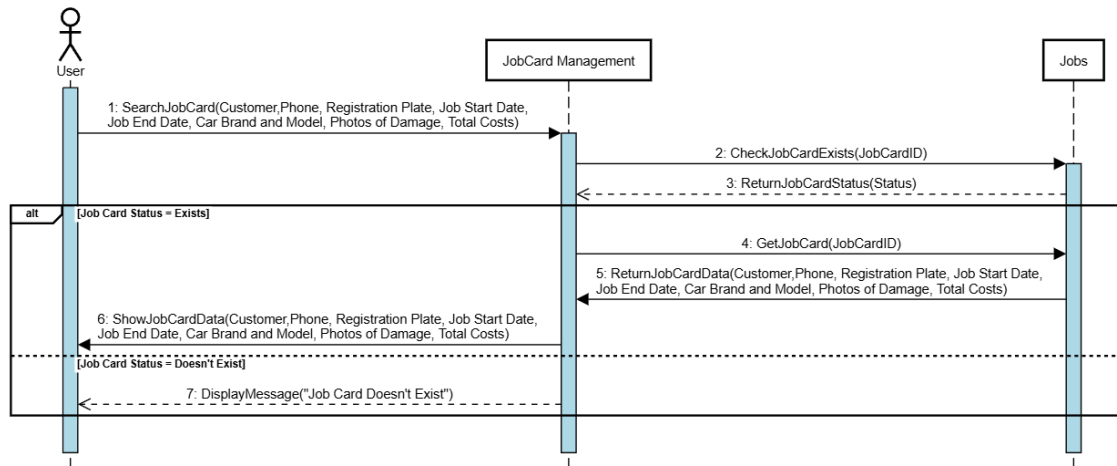 User
JobCard Management
Jobs
1: SearchJobCard(Customer,Phone, Registration Plate, Job Start Date,
Job End Date, Car Brand and Model, Photos of Damage, Total Costs)
2: CheckJobCardExists(JobCardID)
3: ReturnJobCardStatus(Status)
alt [Job Card Status = Exists]
4: GetJobCard(JobCardID)
5: ReturnJobCardData(Customer,Phone, Registration Plate, Job Start Date,
Job End Date, Car Brand and Model, Photos of Damage, Total Costs)
6: ShowJobCardData(Customer,Phone, Registration Plate, Job Start Date,
Job End Date, Car Brand and Model, Photos of Damage, Total Costs)
[Job Card Status = Doesn't Exist]
7: DisplayMessage("Job Card Doesn't Exist")